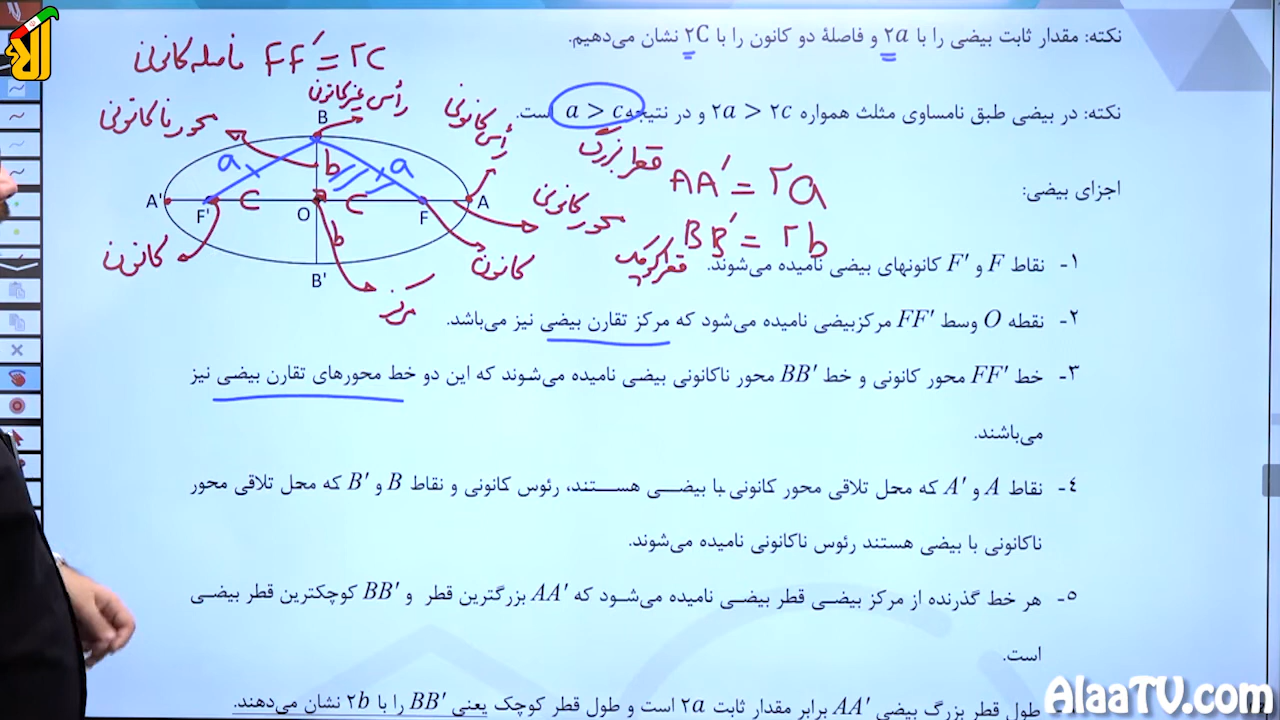 نکته: مقدار ثابت بیضی را با ۲a و فاصلهٔ دو کانون را با ۲C نشان می‌دهیم.
نکته: در بیضی طبق نامساوی مثلث همواره ۲a > ۲c و در نتیجه a > c است.
اجزای بیضی:
FF' = ۲c فاصله کانونی
رأس غیرکانونی
رأس کانونی
محور ناکانونی
B
a
a
b
قطر بزرگ AA' = ۲a
A'
F'
C
O
C
F
A
محور کانونی
b
قطر کوچک BB' = ۲b
کانون
B'
کانون
مرکز
۱- نقاط F و F' کانونهای بیضی نامیده می‌شوند.
۲- نقطه O وسط FF' مرکزبیضی نامیده می‌شود که مرکز تقارن بیضی نیز می‌باشد.
۳- خط FF' محور کانونی و خط BB' محور ناکانونی بیضی نامیده می‌شوند که این دو خط محورهای تقارن بیضی نیز
می‌باشند.
٤- نقاط A و A' که محل تلاقی محور کانونی با بیضی هستند، رئوس کانونی و نقاط B و B' که محل تلاقی محور
ناکانونی با بیضی هستند رئوس ناکانونی نامیده می‌شوند.
۵- هر خط گذرنده از مرکز بیضی قطر بیضی نامیده می‌شود که AA' بزرگترین قطر و BB' کوچکترین قطر بیضی
است.
طول قطر بزرگ بیضی AA' برابر مقدار ثابت ۲a است و طول قطر کوچک یعنی BB' را با ۲b نشان می‌دهند.
AlaaTV.com